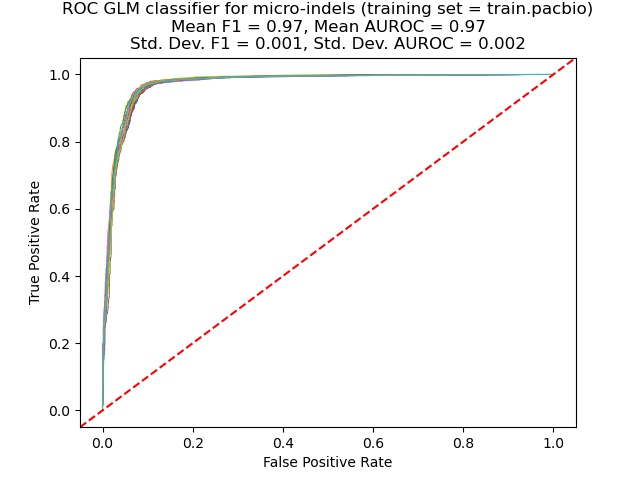 ROC GLM classifier for micro-indels (training set = train.pacbio)
Mean F1 = 0.97, Mean AUROC = 0.97
Std. Dev. F1 = 0.001, Std. Dev. AUROC = 0.002
1.0
0.8
0.6
0.4
0.2
0.0
True Positive Rate
0.0 0.2 0.4 0.6 0.8 1.0
False Positive Rate